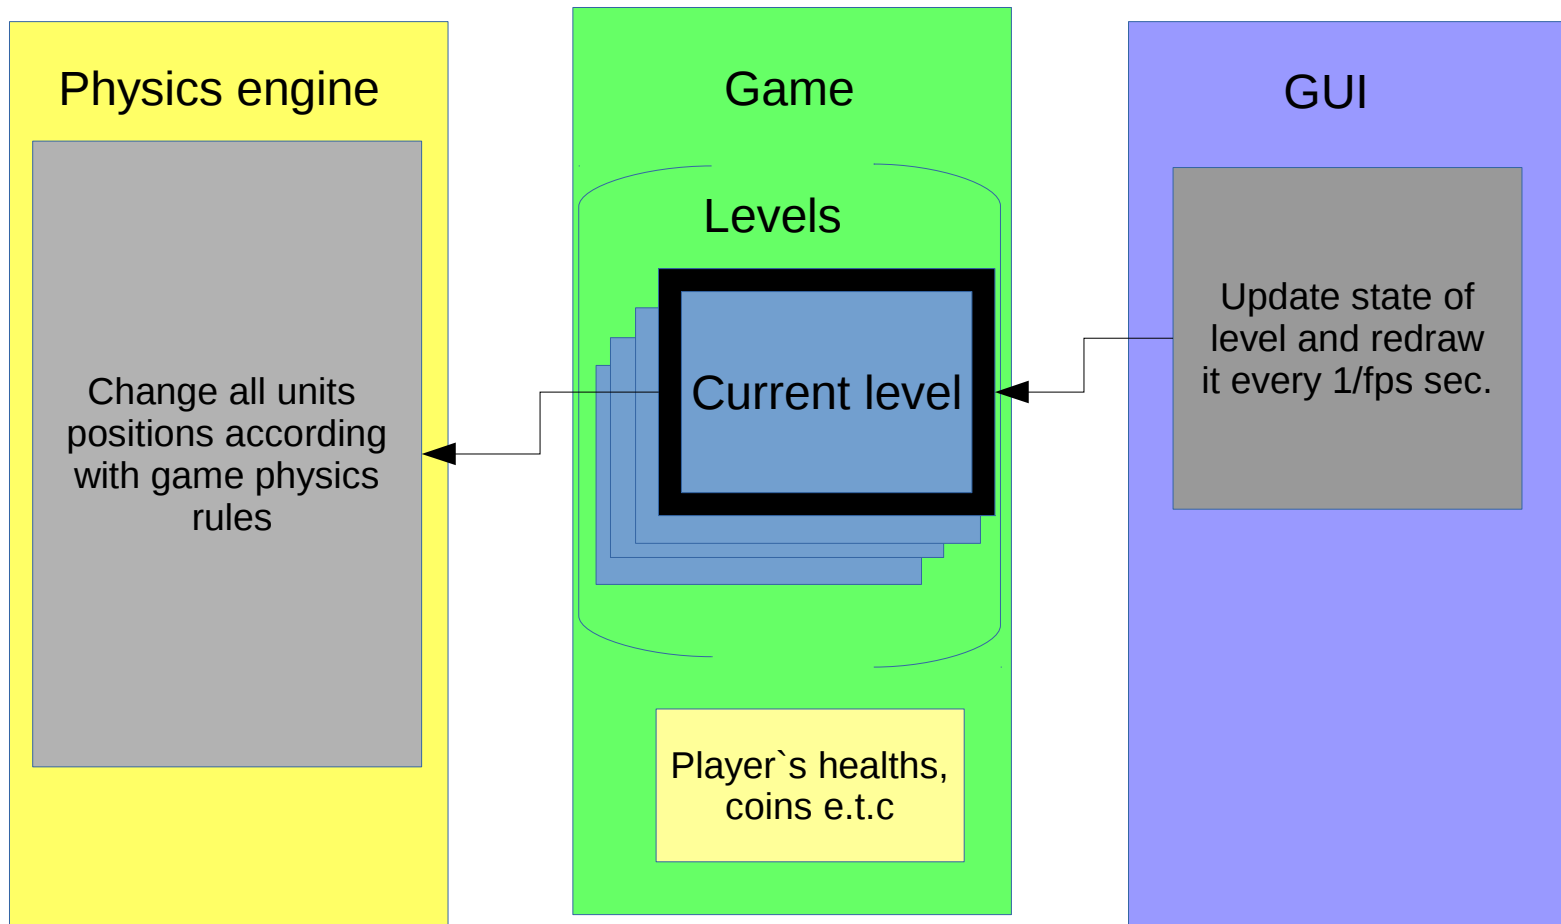 Physics engine
Change all units
positions according
with game physics
rules
Game
Levels
Current level
Player`s healths,
coins e.t.c
GUI
Update state of
level and redraw
it every 1/fps sec.